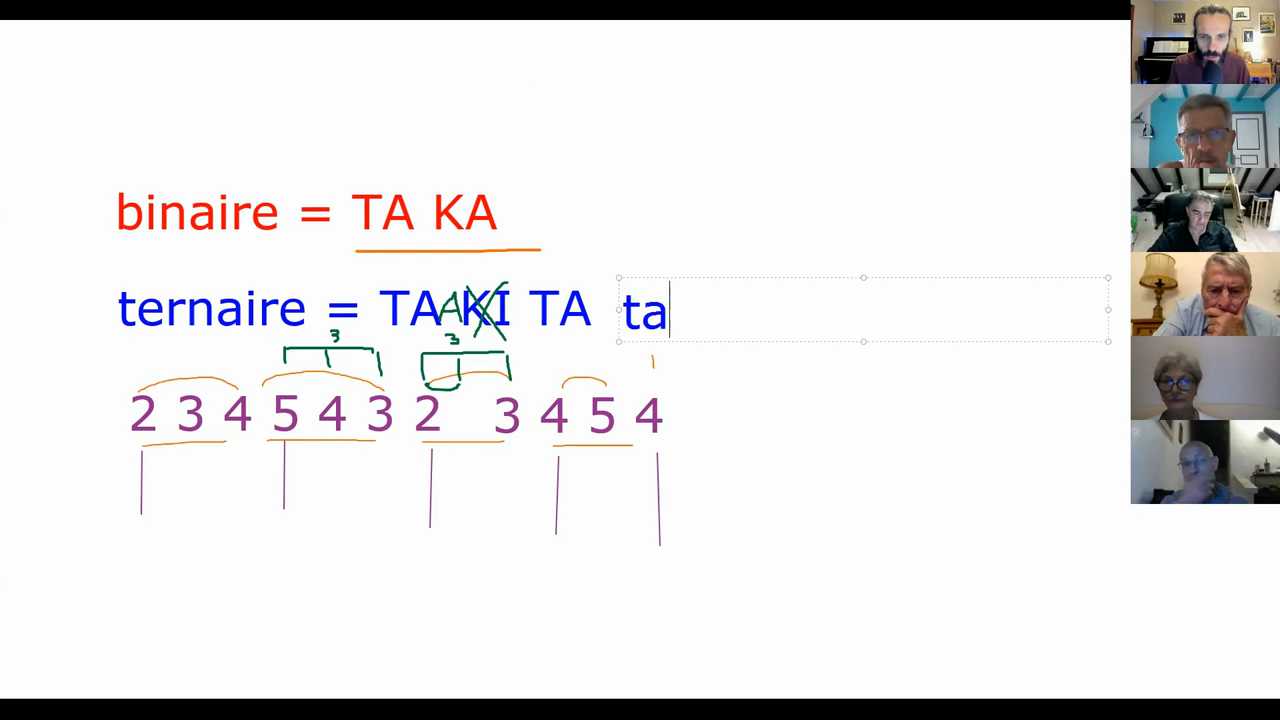 binaire = TA KA
ternaire = TA A KI TA ta
3 3
2 3 4 5 4 3 2 3 4 5 4